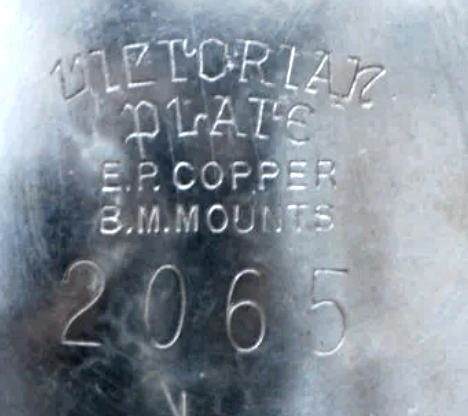 VICTORIAN
PLATE
E.P. COPPER
B.M. MOUNTS
2065